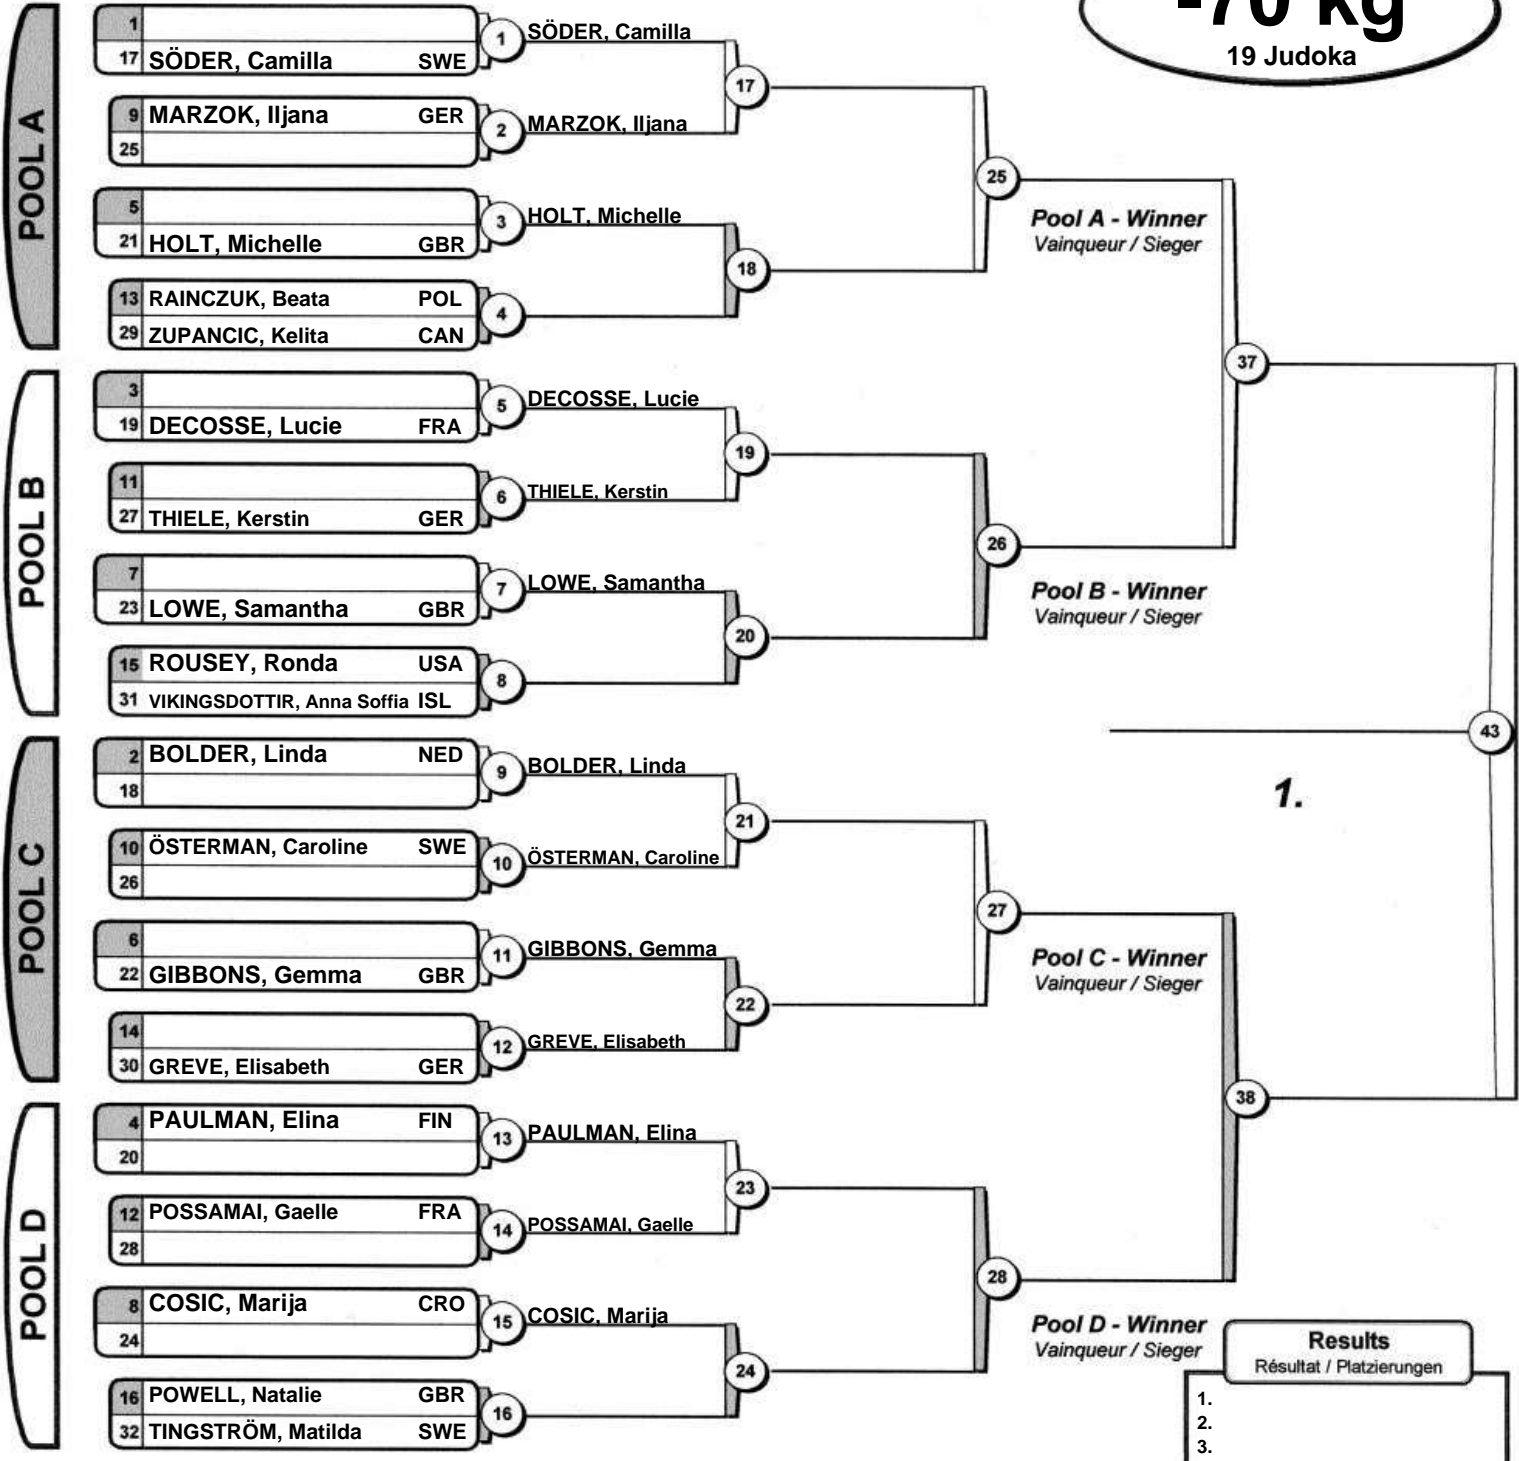 -70 kg
19 Judoka
POOL A
1
17 SÖDER, Camilla SWE
1 SÖDER, Camilla
9 MARZOK, Iljana GER
25
2 MARZOK, Iljana
17
5
21 HOLT, Michelle GBR
3 HOLT, Michelle
13 RAINCZUK, Beata POL
29 ZUPANCIC, Kelita CAN
4
18
25
Pool A - Winner
Vainqueur / Sieger
POOL B
3
19 DECOSSE, Lucie FRA
5 DECOSSE, Lucie
11
27 THIELE, Kerstin GER
6 THIELE, Kerstin
19
7
23 LOWE, Samantha GBR
7 LOWE, Samantha
15 ROUSEY, Ronda USA
31 VIKINGSDOTTIR, Anna Soffia ISL
8
20
26
Pool B - Winner
Vainqueur / Sieger
37
POOL C
2 BOLDER, Linda NED
18
9 BOLDER, Linda
10 ÖSTERMAN, Caroline SWE
26
10 ÖSTERMAN, Caroline
21
6
22 GIBBONS, Gemma GBR
11 GIBBONS, Gemma
14
30 GREVE, Elisabeth GER
12 GREVE, Elisabeth
22
27
Pool C - Winner
Vainqueur / Sieger
43
1.
POOL D
4 PAULMAN, Elina FIN
20
13 PAULMAN, Elina
12 POSSAMAI, Gaelle FRA
28
14 POSSAMAI, Gaelle
23
8 COSIC, Marija CRO
24
15 COSIC, Marija
16 POWELL, Natalie GBR
32 TINGSTRÖM, Matilda SWE
16
24
28
Pool D - Winner
Vainqueur / Sieger
38
Results
Résultat / Platzierungen
1.
2.
3.